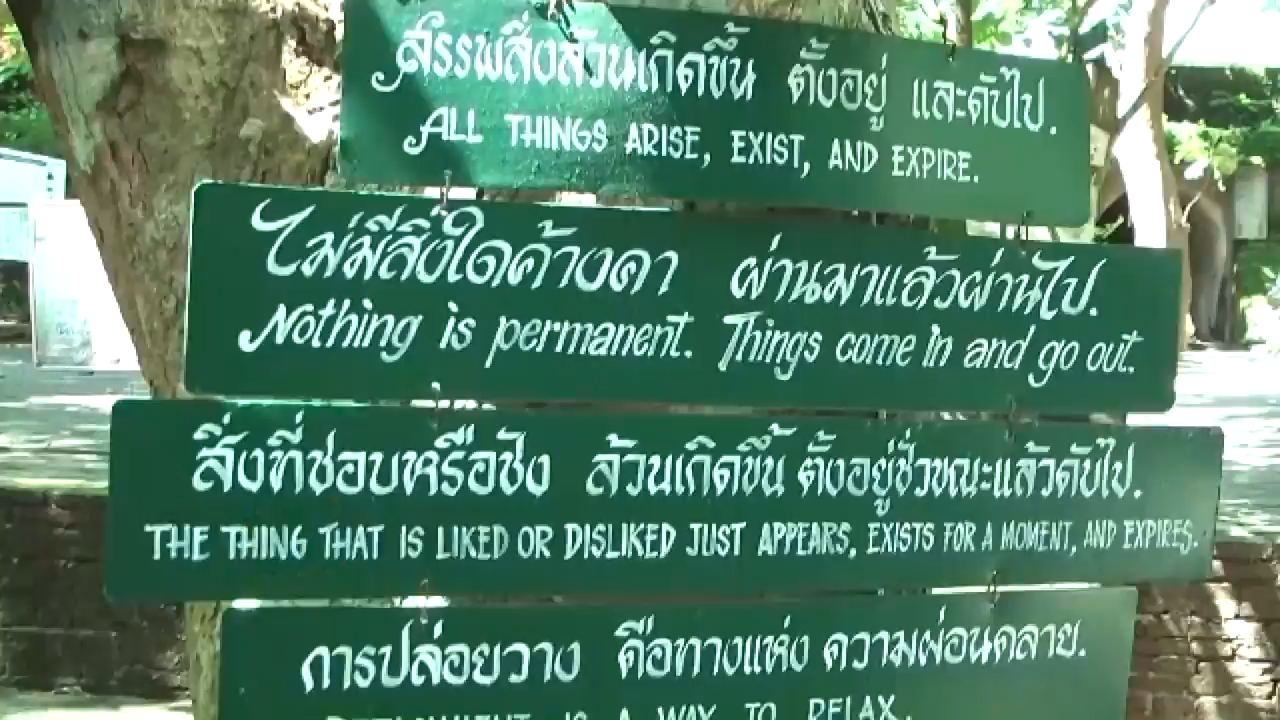 สรรพสิ่งล้วนเกิดขึ้น ตั้งอยู่ และดับไป.
ALL THINGS ARISE, EXIST, AND EXPIRE.
ไม่มีสิ่งใดค้างคา ผ่านมาแล้วผ่านไป.
Nothing is permanent. Things come in and go out.
สิ่งที่ชอบหรือชัง ล้วนเกิดขึ้น ตั้งอยู่ชั่วขณะแล้วดับไป.
THE THING THAT IS LIKED OR DISLIKED JUST APPEARS, EXISTS FOR A MOMENT, AND EXPIRES.
การปล่อยวาง คือทางแห่ง ความผ่อนคลาย.
IS A WAY TO RELAX.